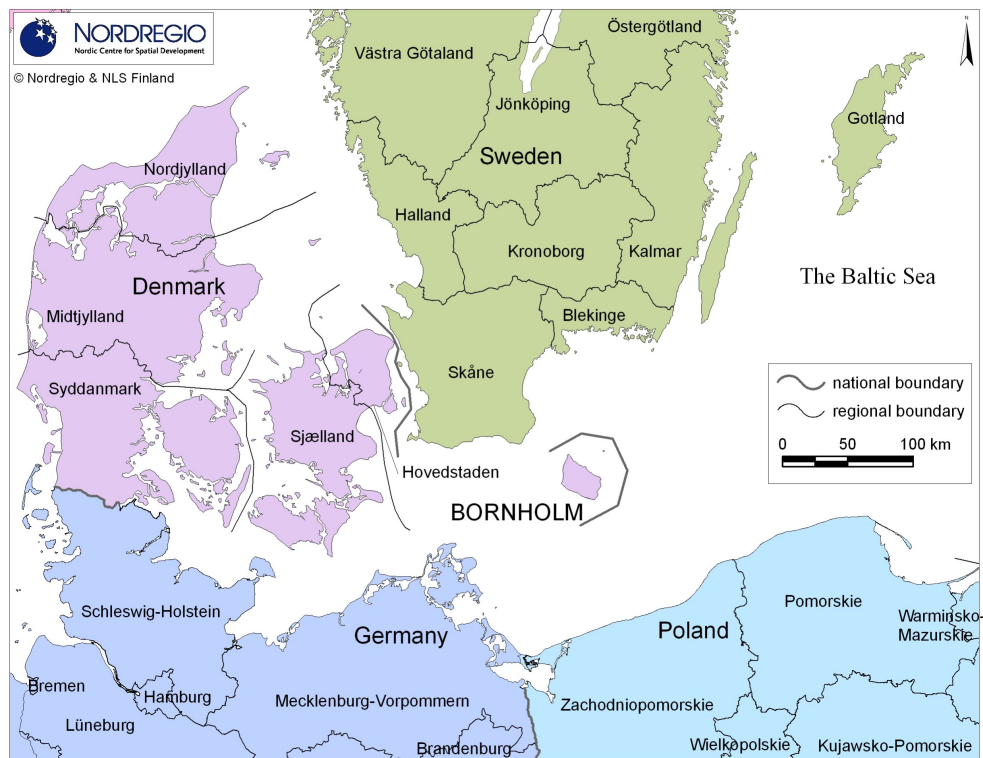 NORDREGIO
Nordic Centre for Spatial Development
© Nordregio & NLS Finland
N
Östergötland
Västra Götaland
Jönköping
Gotland
Sweden
Nordjylland
Halland
Kronoborg
Kalmar
The Baltic Sea
Denmark
Midtjylland
Blekinge
Skåne
Syddanmark
national boundary
regional boundary
0 50 100 km
Sjælland
Hovedstaden
BORNHOLM
Schleswig-Holstein
Germany
Poland
Pomorskie
Warminsko-
Mazurskie
Bremen
Hamburg
Mecklenburg-Vorpommern
Zachodniopomorskie
Lüneburg
Brandenburg
Wielkopolskie
Kujawsko-Pomorskie